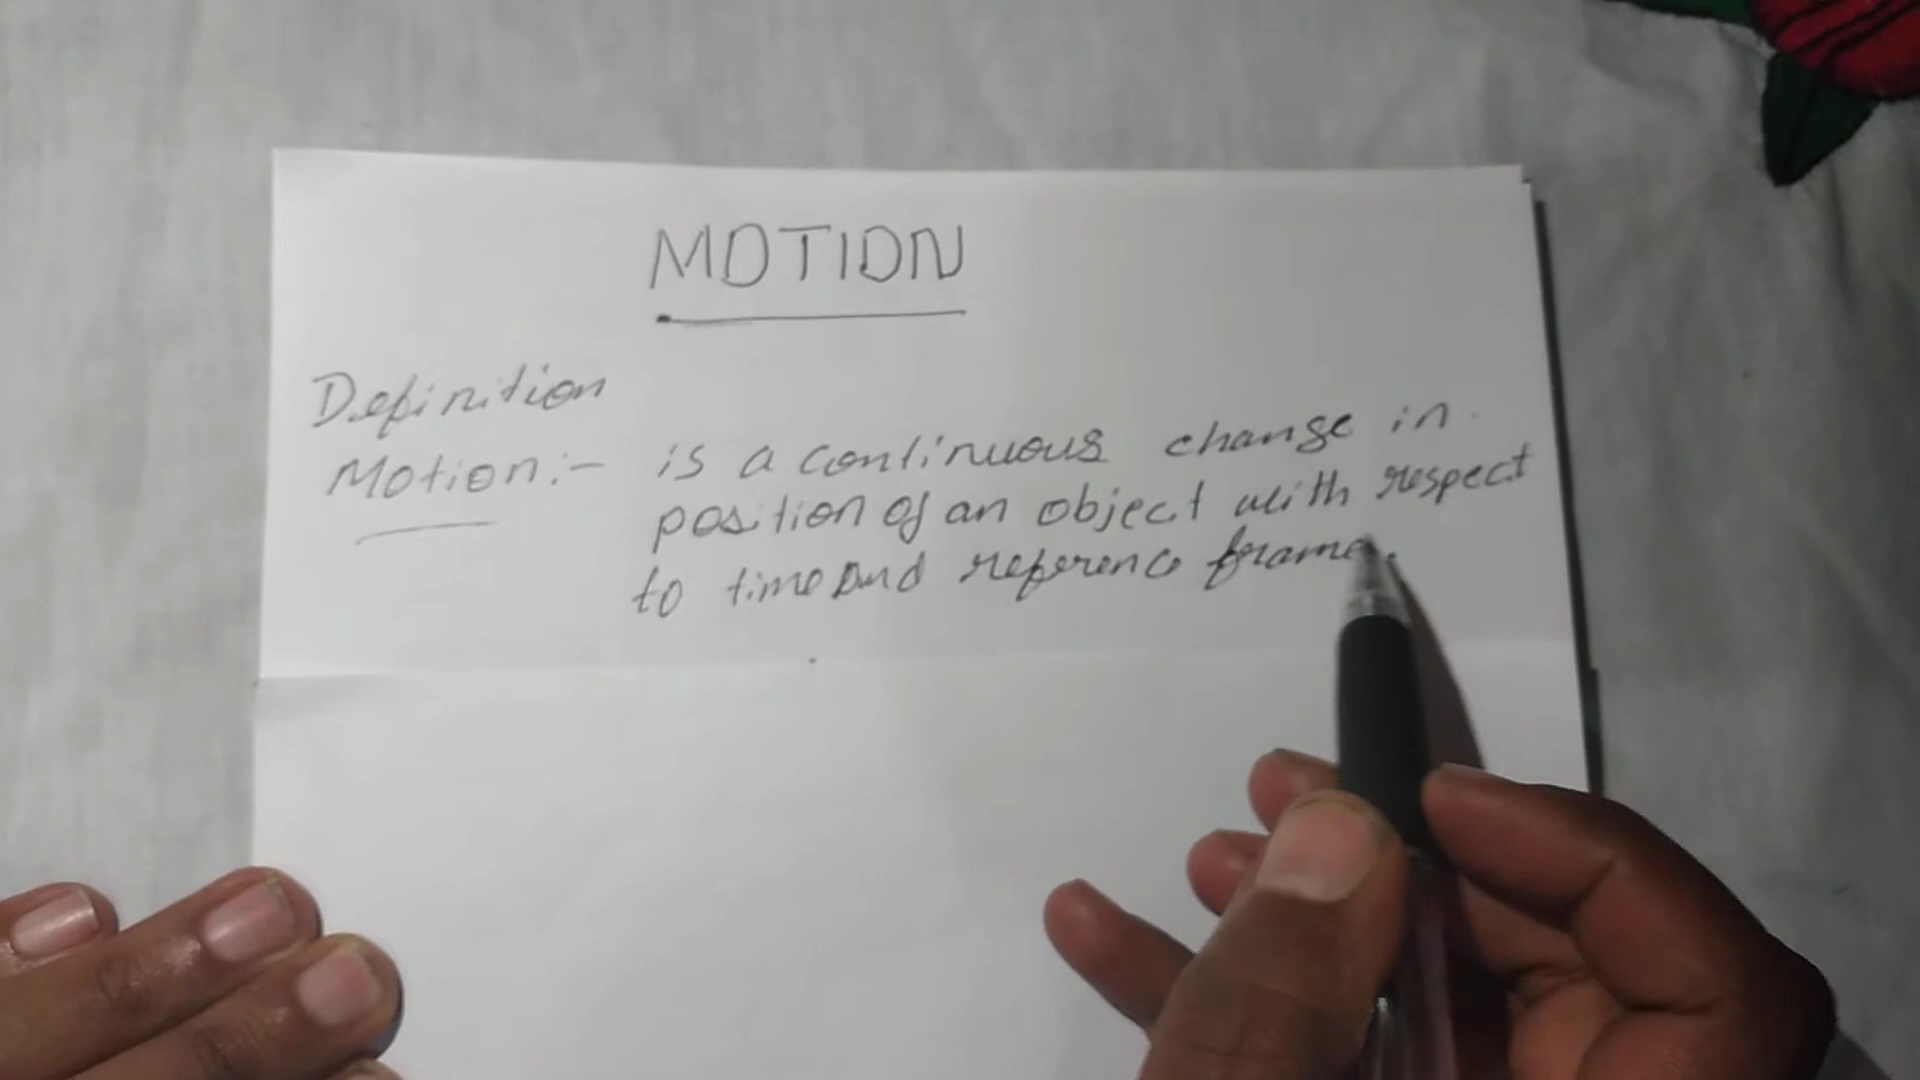 MOTION
Definition
Motion:- is a continuous change in
position of an object with respect
to time and reference frame.